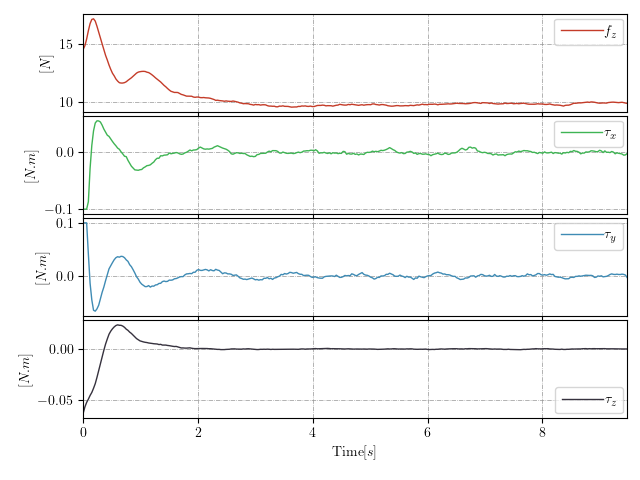 f_z
15
[N]
10
τ_x
0.0
[N.m]
−0.1
0.1
τ_y
[N.m]
0.0
0.00
[N.m]
−0.05
τ_z
0 2 4 6 8
Time[s]